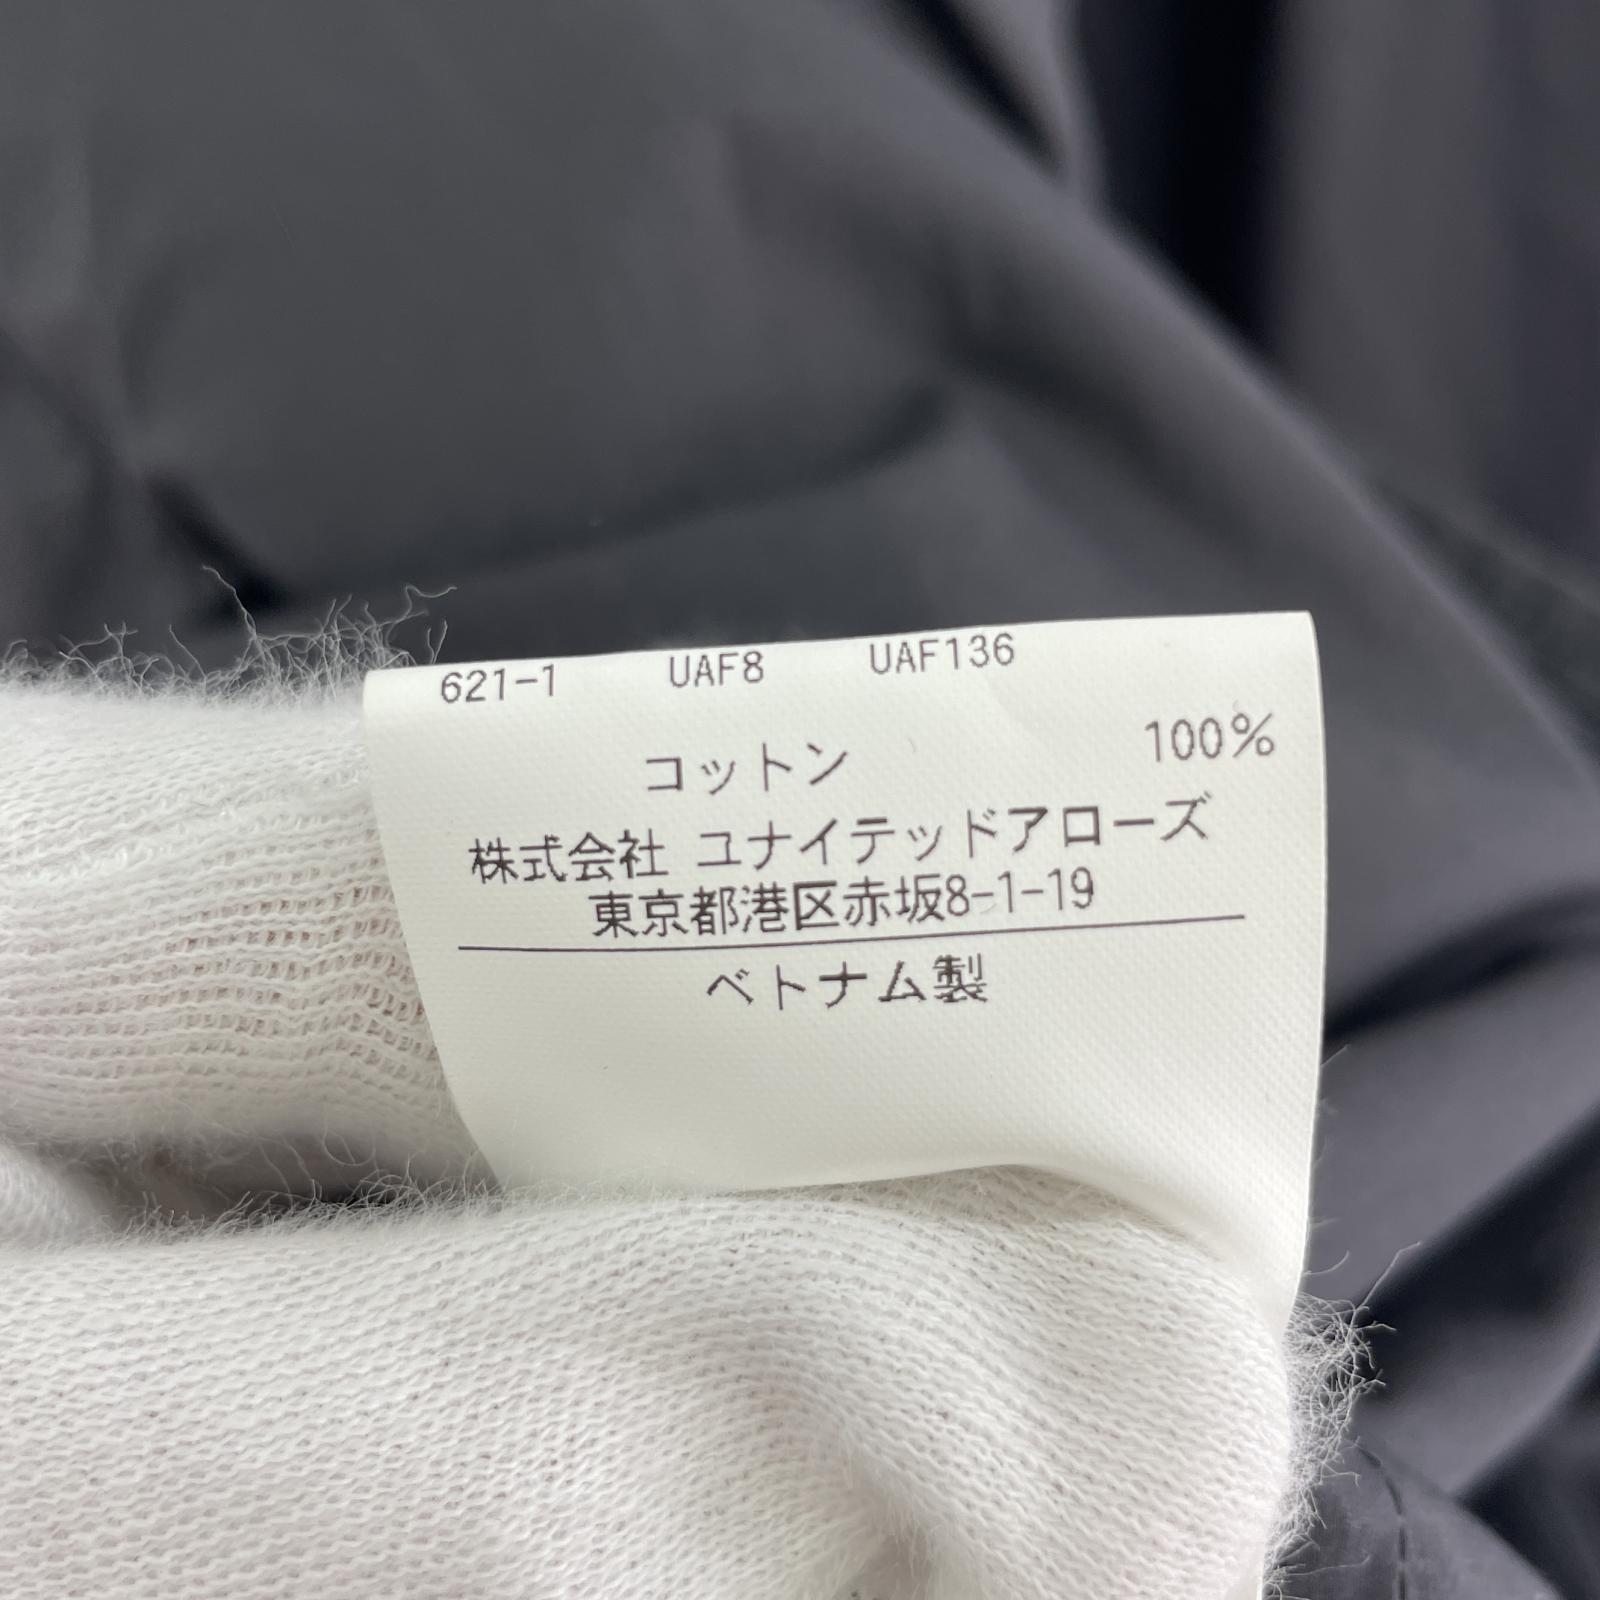 621-1 UAF8 UAF136
コットン 100%
株式会社 ユナイテッドアローズ
東京都港区赤坂8-1-19
ベトナム製